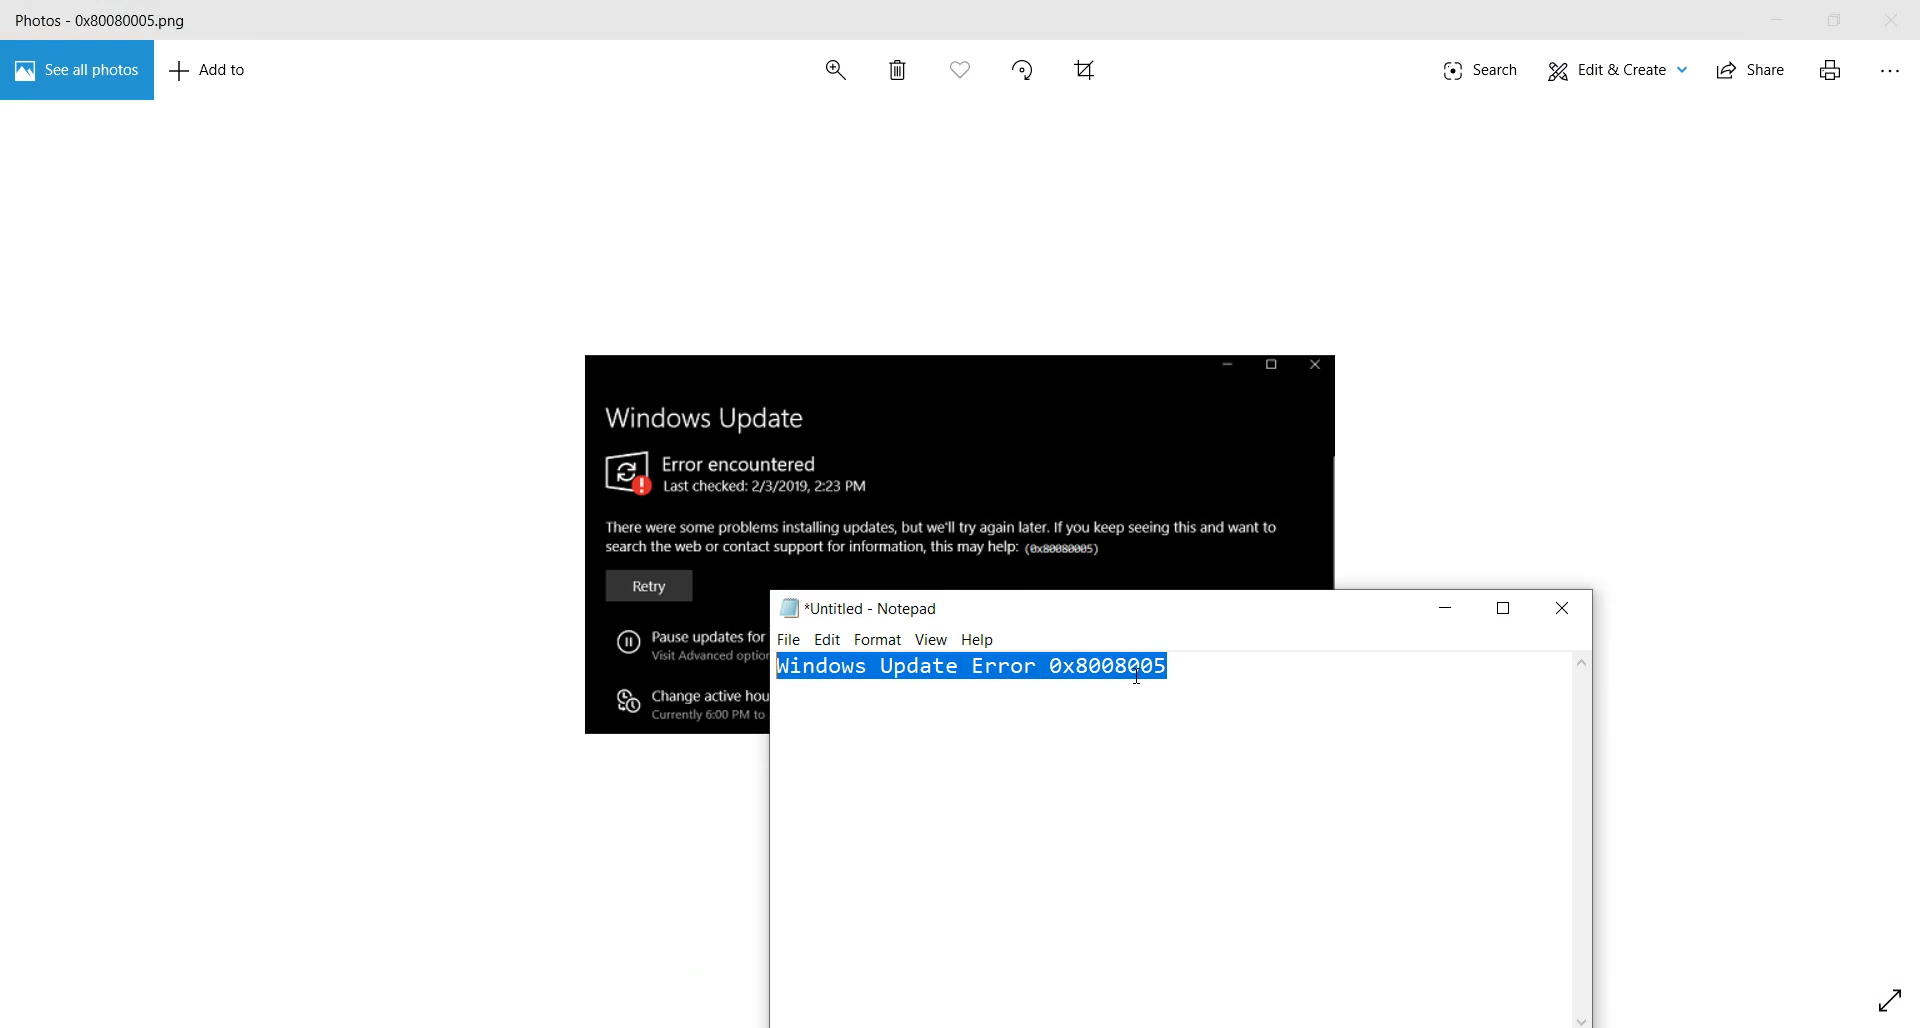 Photos - 0x80080005.png
See all photos
Add to
Search
Edit & Create
Share
Windows Update
Error encountered
Last checked: 2/3/2019, 2:23 PM
There were some problems installing updates, but we'll try again later. If you keep seeing this and want to
search the web or contact support for information, this may help: (0x80080005)
Retry
Pause updates for
Visit Advanced option
Change active hou
Currently 6:00 PM to
*Untitled - Notepad
File Edit Format View Help
Windows Update Error 0x8008005